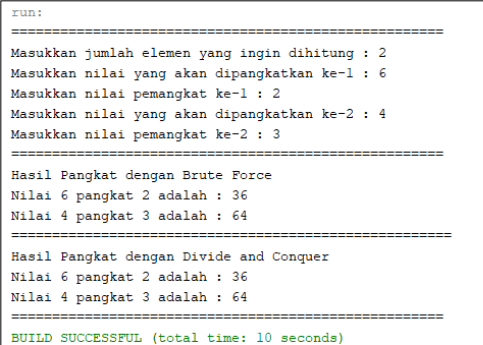 run:
=====================================================
Masukkan jumlah elemen yang ingin dihitung : 2
Masukkan nilai yang akan dipangkatkan ke-1 : 6
Masukkan nilai pemangkat ke-1 : 2
Masukkan nilai yang akan dipangkatkan ke-2 : 4
Masukkan nilai pemangkat ke-2 : 3
=====================================================
Hasil Pangkat dengan Brute Force
Nilai 6 pangkat 2 adalah : 36
Nilai 4 pangkat 3 adalah : 64
======================================================
Hasil Pangkat dengan Divide and Conquer
Nilai 6 pangkat 2 adalah : 36
Nilai 4 pangkat 3 adalah : 64
=====================================================
BUILD SUCCESSFUL (total time: 10 seconds)